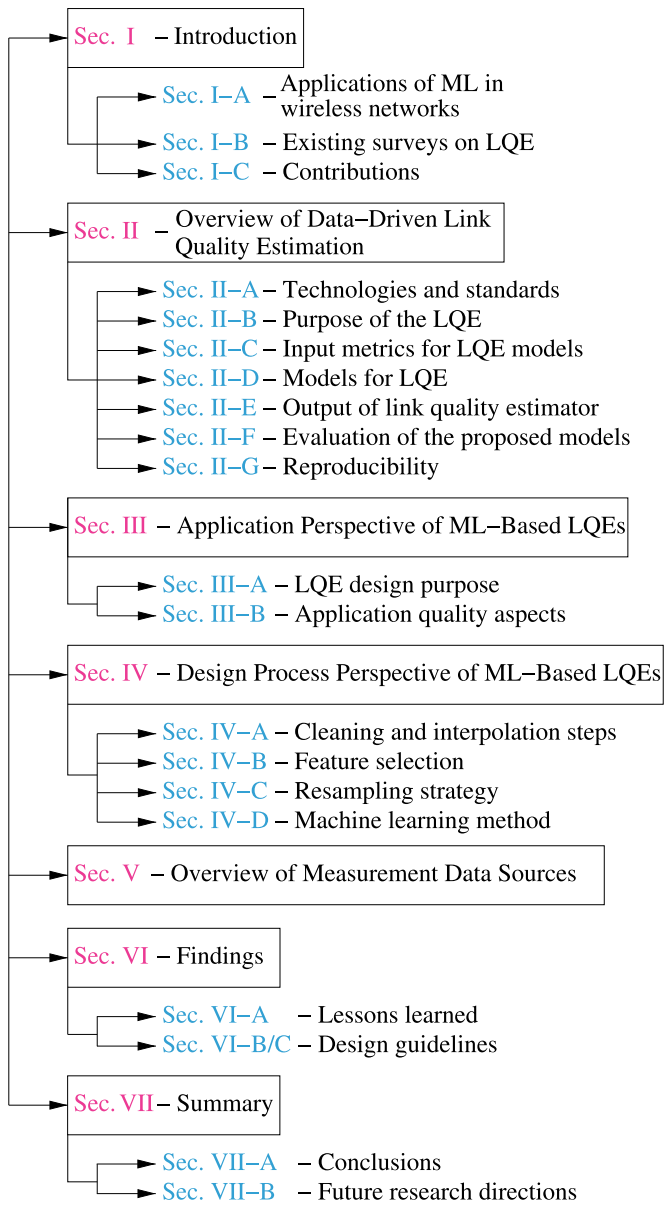 Sec. I – Introduction
Sec. I–A – Applications of ML in
wireless networks
Sec. I–B – Existing surveys on LQE
Sec. I–C – Contributions
Sec. II – Overview of Data–Driven Link
Quality Estimation
Sec. II–A – Technologies and standards
Sec. II–B – Purpose of the LQE
Sec. II–C – Input metrics for LQE models
Sec. II–D – Models for LQE
Sec. II–E – Output of link quality estimator
Sec. II–F – Evaluation of the proposed models
Sec. II–G – Reproducibility
Sec. III – Application Perspective of ML–Based LQEs
Sec. III–A – LQE design purpose
Sec. III–B – Application quality aspects
Sec. IV – Design Process Perspective of ML–Based LQEs
Sec. IV–A – Cleaning and interpolation steps
Sec. IV–B – Feature selection
Sec. IV–C – Resampling strategy
Sec. IV–D – Machine learning method
Sec. V – Overview of Measurement Data Sources
Sec. VI – Findings
Sec. VI–A – Lessons learned
Sec. VI–B/C – Design guidelines
Sec. VII – Summary
Sec. VII–A – Conclusions
Sec. VII–B – Future research directions